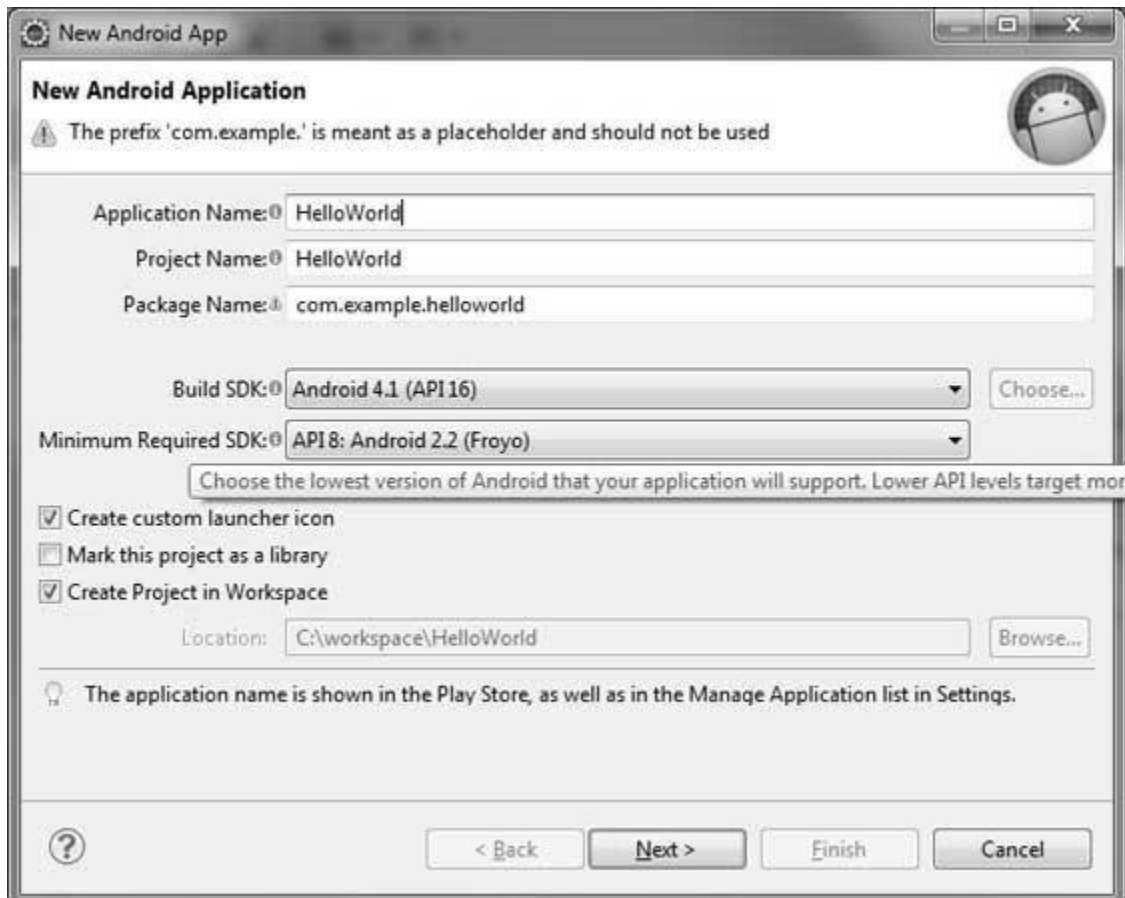 New Android App
New Android Application
The prefix 'com.example.' is meant as a placeholder and should not be used
Application Name: HelloWorld
Project Name: HelloWorld
Package Name: com.example.helloworld
Build SDK: Android 4.1 (API 16) Choose...
Minimum Required SDK: API 8: Android 2.2 (Froyo)
Choose the lowest version of Android that your application will support. Lower API levels target mor
Create custom launcher icon
Mark this project as a library
Create Project in Workspace
Location: C:\workspace\HelloWorld Browse...
The application name is shown in the Play Store, as well as in the Manage Application list in Settings.
? < Back Next > Finish Cancel